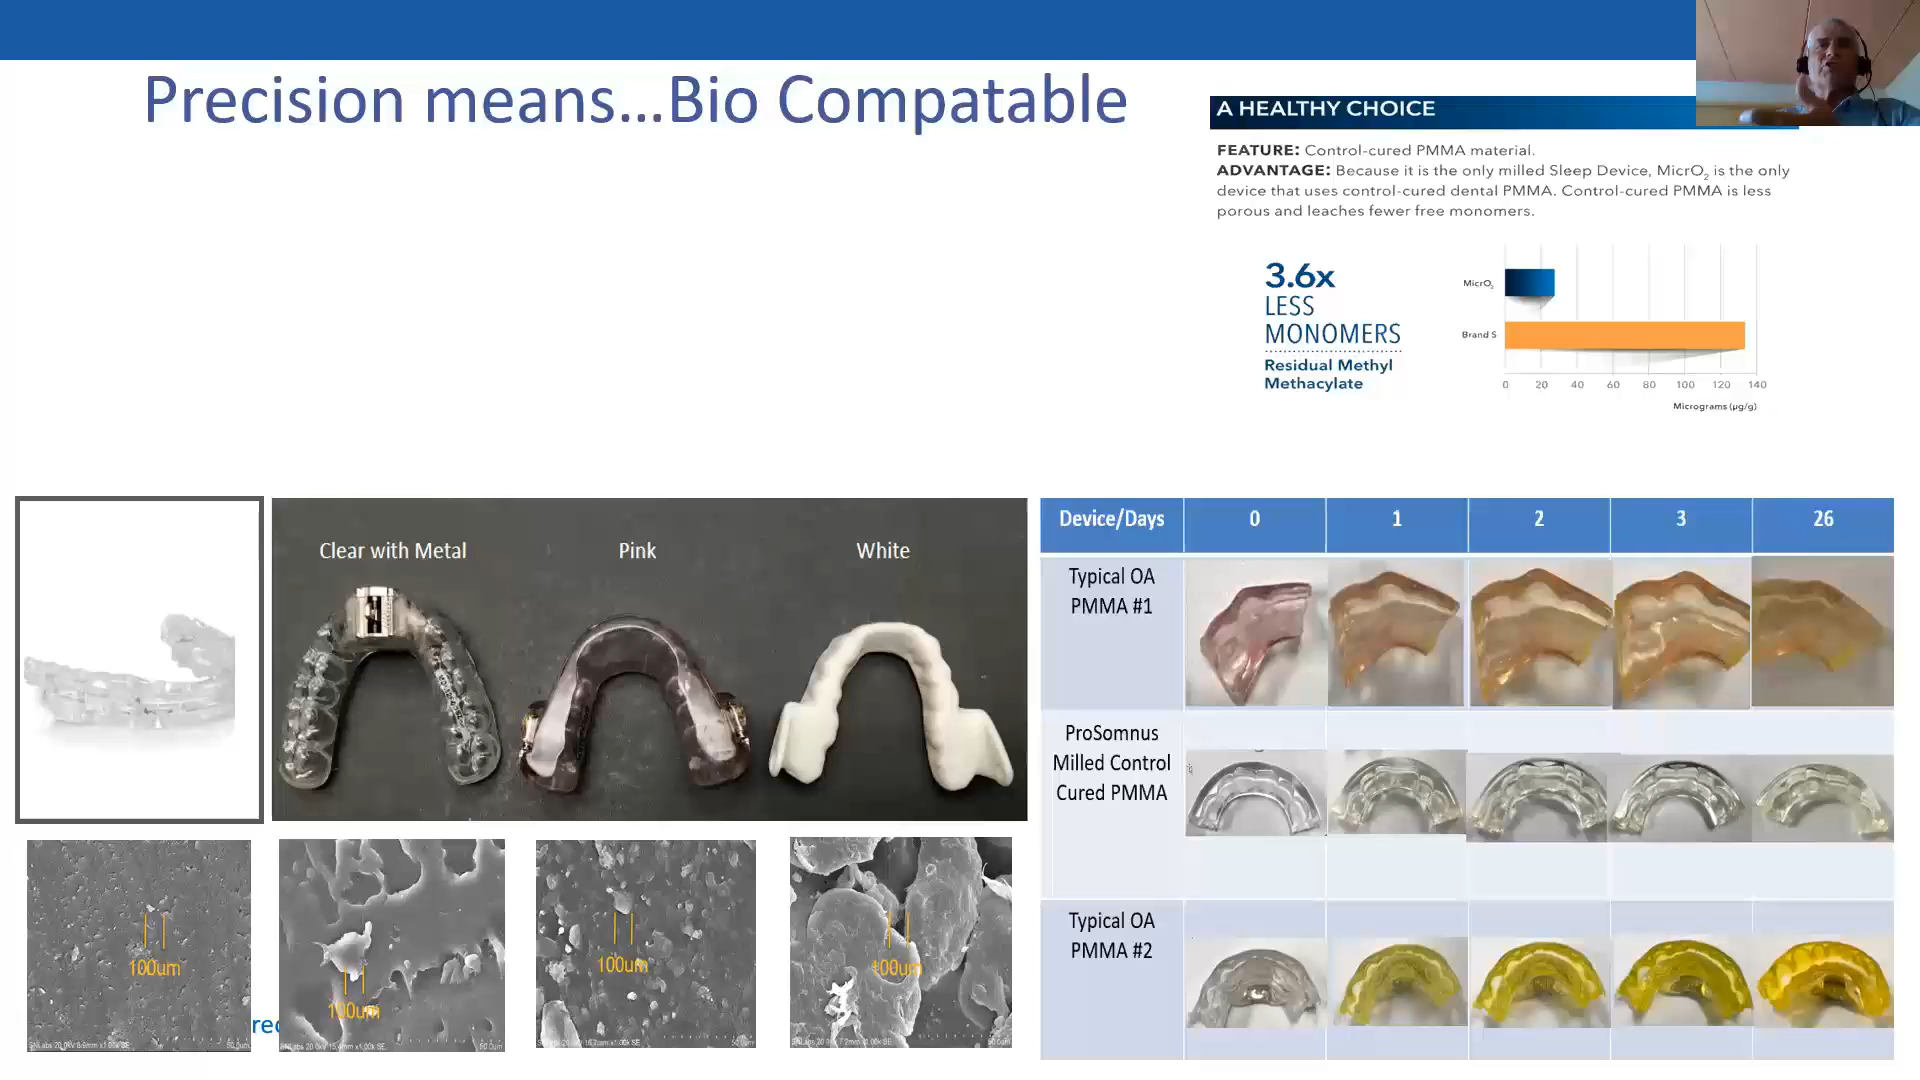 Precision means...Bio Compatable
A HEALTHY CHOICE
FEATURE: Control-cured PMMA material.
ADVANTAGE: Because it is the only milled Sleep Device, MicrO₂ is the only
device that uses control-cured dental PMMA. Control-cured PMMA is less
porous and leaches fewer free monomers.
3.6x
LESS
MONOMERS
Residual Methyl
Methacylate
MicrO₂
Brand S
0 20 40 60 80 100 120 140
Micrograms (µg/g)
Clear with Metal
Pink
White
100um
100um
100um
100um
Device/Days 0 1 2 3 26
Typical OA
PMMA #1
ProSomnus
Milled Control
Cured PMMA
Typical OA
PMMA #2